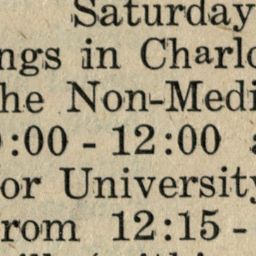 Saturday
ngs in Charlo
he Non-Medi
:00 - 12:00 a
or University
rom 12:15 -